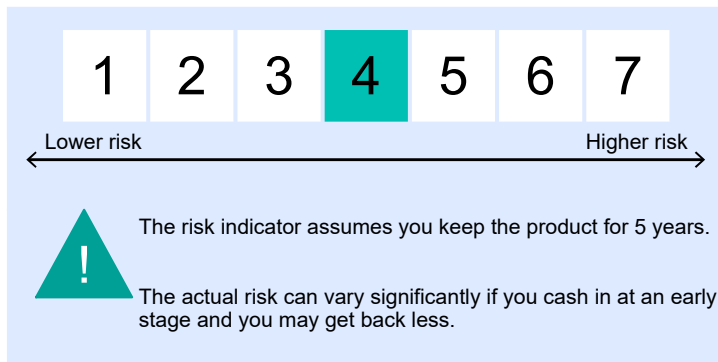 1 2 3 4 5 6 7
Lower risk Higher risk
!
The risk indicator assumes you keep the product for 5 years.
The actual risk can vary significantly if you cash in at an early
stage and you may get back less.